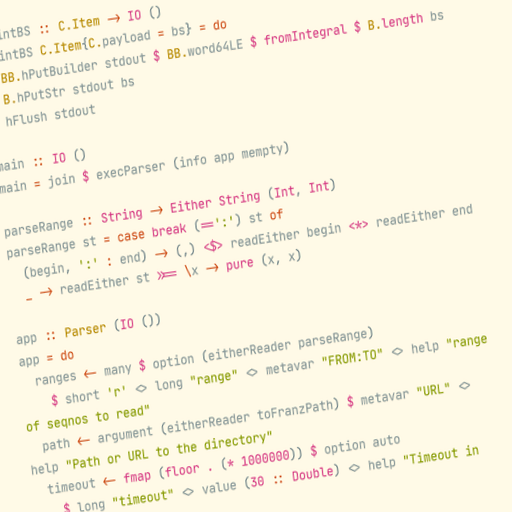 intBS :: C.Item → IO ()
intBS C.Item{C.payload = bs} = do
BB.hPutBuilder stdout $ BB.word64LE $ fromIntegral $ B.length bs
B.hPutStr stdout bs
hFlush stdout
main :: IO ()
main = join $ execParser (info app mempty)
parseRange :: String → Either String (Int, Int)
parseRange st = case break (==':') st of
(begin, ':' : end) → (,) <$> readEither begin <*> readEither end
_ → readEither st >>= \x → pure (x, x)
app :: Parser (IO ())
app = do
ranges ← many $ option (eitherReader parseRange)
$ short 'r' <> long "range" <> metavar "FROM:TO" <> help "range
of seqnos to read"
path ← argument (eitherReader toFranzPath) $ metavar "URL" <>
help "Path or URL to the directory"
timeout ← fmap (floor . (* 1000000)) $ option auto
$ long "timeout" <> value (30 :: Double) <> help "Timeout in